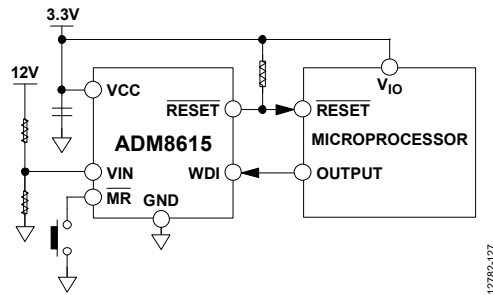 3.3V
12V
VCC
RESET
ADM8615
VIN
WDI
MR
GND
VIO
RESET
MICROPROCESSOR
OUTPUT
12782-127